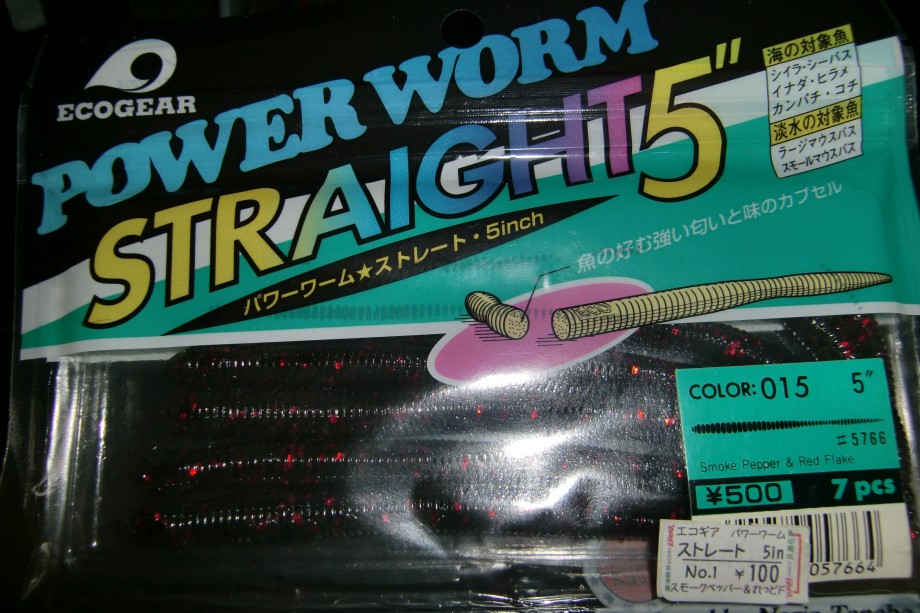 ECOGEAR
POWER WORM
STRAIGHT 5"
パワーワーム★ストレート・5inch
海の対象魚
シイラ・シーバス
イナダ・ヒラメ
カンパチ・コチ
淡水の対象魚
ラージマウスバス
スモールマウスバス
魚の好む強い匂いと味のカプセル
COLOR: 015 5"
#5766
Smoke Pepper & Red Flake
¥500 7 pcs
エコギア パワーワーム
ストレート 5in
No.1 ¥100
スモークペッパー&れっどF
057664